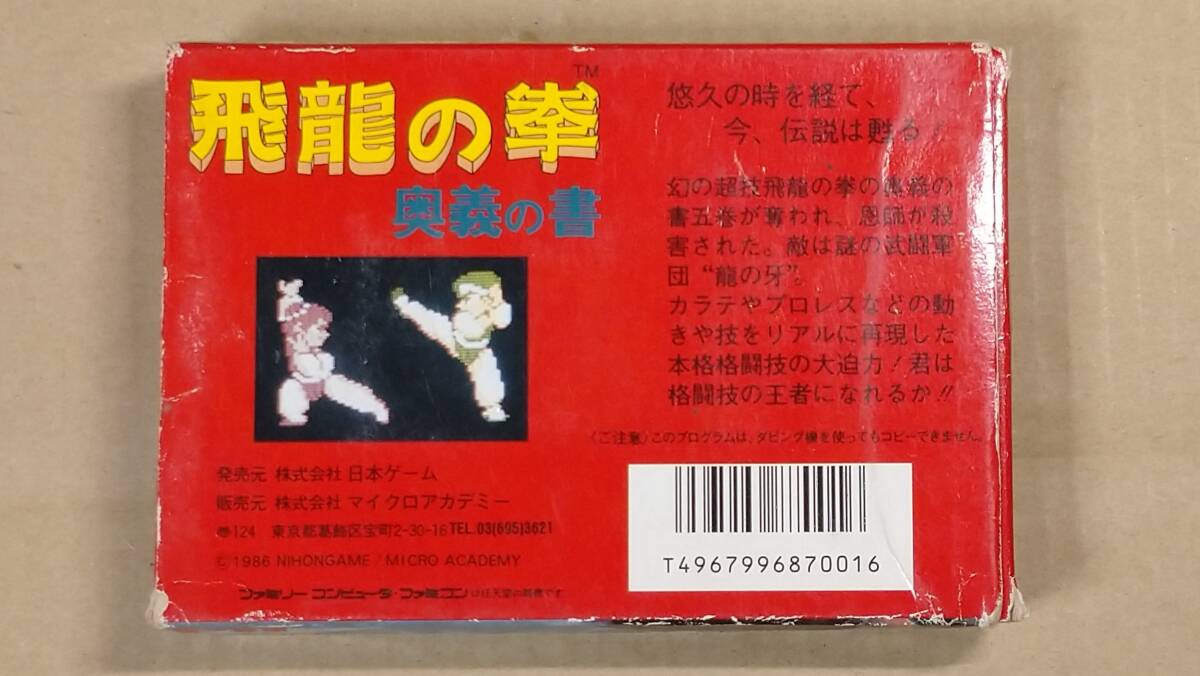 飛龍の拳
TM
奥義の書
悠久の時を経て、
今、伝説は甦る!
幻の超技飛龍の拳の奥義の
書五巻が奪われ、恩師が殺
害された。敵は謎の武闘軍
団“龍の牙”。
カラテやプロレスなどの動
きや技をリアルに再現した
本格格闘技の大迫力!君は
格闘技の王者になれるか!!
〈ご注意〉このプログラムは、ダビング機を使ってもコピーできません。
発売元 株式会社 日本ゲーム
販売元 株式会社 マイクロアカデミー
〒124 東京都葛飾区宝町2-30-16 TEL.03(695)3621
© 1986 NIHONGAME / MICRO ACADEMY
ファミリー コンピュータ・ファミコンは任天堂の商標です
T4967996870016